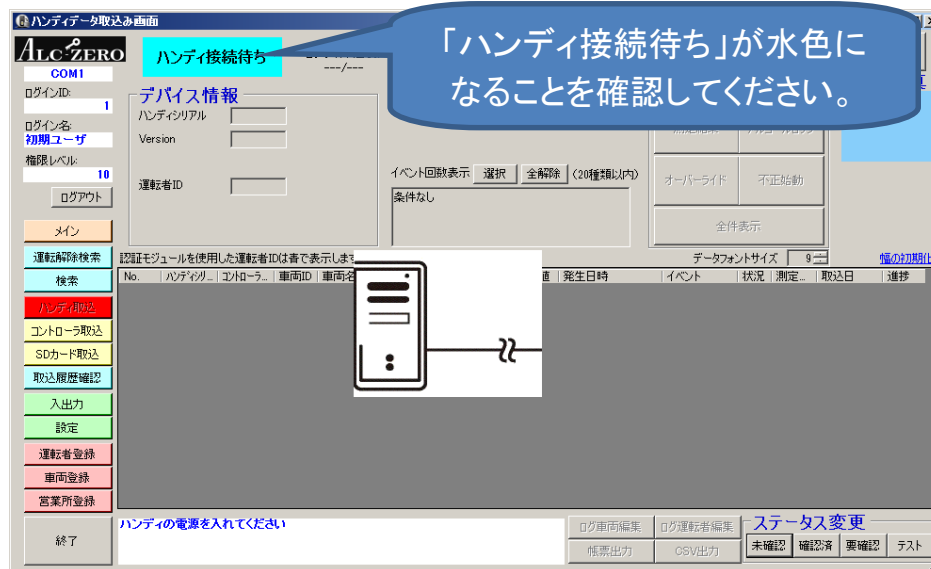 ハンディデータ取込み画面
「ハンディ接続待ち」が水色に
なることを確認してください。
ALC-ZERO
ハンディ接続待ち
---/---
COM1
ログインID:
1
ログイン名:
初期ユーザ
権限レベル:
10
ログアウト
デバイス情報
ハンディシリアル
Version
運転者ID
イベント回数表示 選択 全解除 (20種類以内)
条件なし
オーバーライド 不正始動
全件表示
メイン
運転解除検索
検索
ハンディ取込
コントローラ取込
SDカード取込
取込履歴確認
入出力
設定
運転者登録
車両登録
営業所登録
終了
認証モジュールを使用した運転者IDは青で表示します
データフォントサイズ 9
幅の初期化
No. ハンディシリ... コントローラ... 車両ID 車両名 値 発生日時 イベント 状況 測定... 取込日 進捗
ハンディの電源を入れてください
ログ車両編集 ログ運転者編集
帳票出力 CSV出力
ステータス変更
未確認 確認済 要確認 テスト